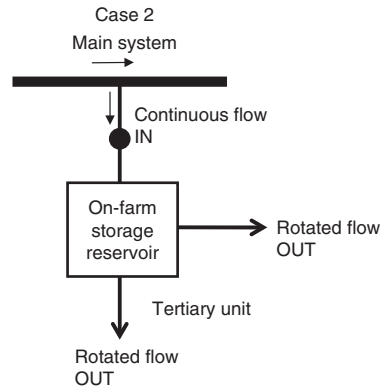 Case 2
Main system
Continuous flow
IN
On-farm
storage
reservoir
Rotated flow
OUT
Tertiary unit
Rotated flow
OUT